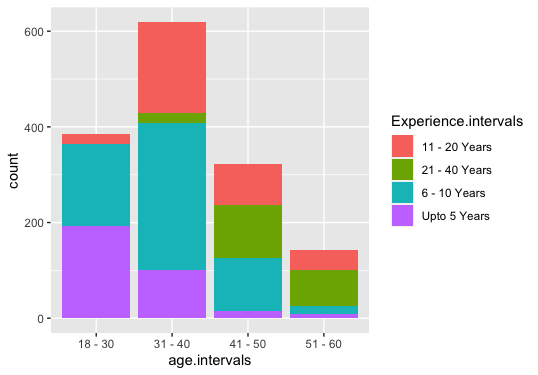 600
400
200
0
count
18 - 30
31 - 40
41 - 50
51 - 60
age.intervals
Experience.intervals
11 - 20 Years
21 - 40 Years
6 - 10 Years
Upto 5 Years